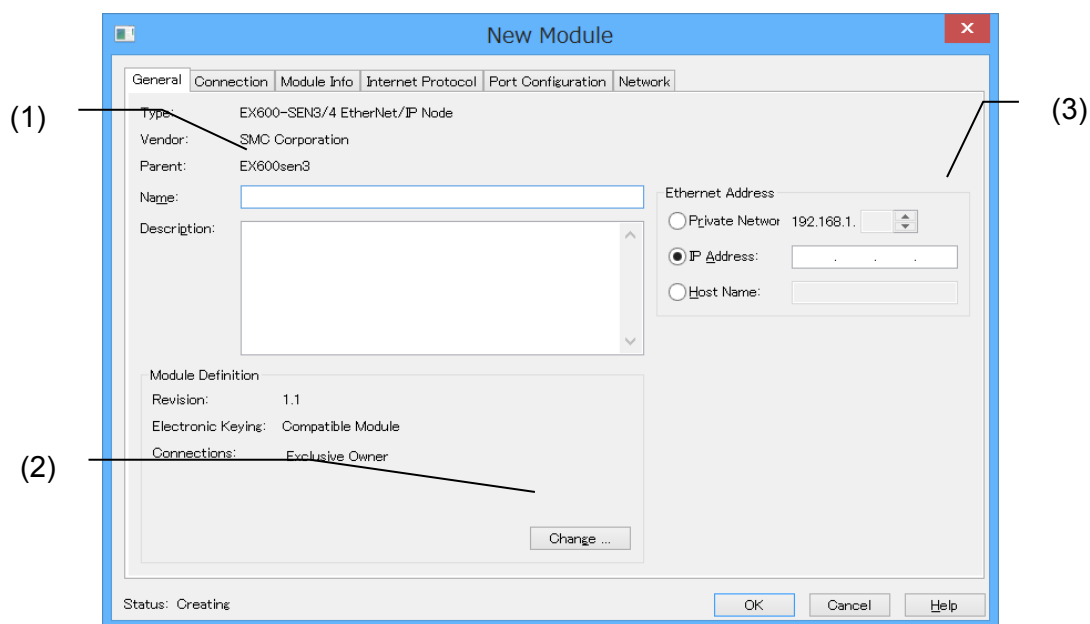 New Module
x
General Connection Module Info Internet Protocol Port Configuration Network
(1)
(3)
Type: EX600-SEN3/4 EtherNet/IP Node
Vendor: SMC Corporation
Parent: EX600sen3
Name:
Description:
Ethernet Address
Private Networ 192.168.1.
IP Address: . . .
Host Name:
Module Definition
Revision: 1.1
Electronic Keying: Compatible Module
Connections: Exclusive Owner
(2)
Change ...
Status: Creating
OK Cancel Help